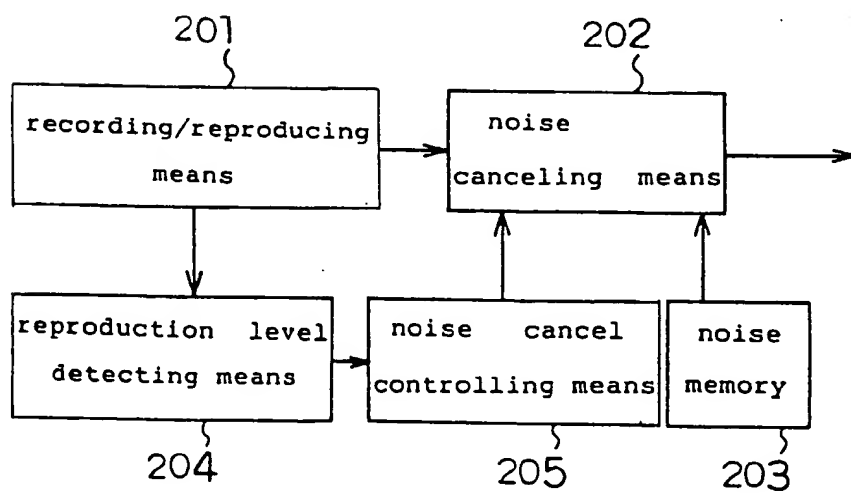 201
202
recording/reproducing
means
noise
canceling means
reproduction level
detecting means
noise cancel
controlling means
noise
memory
204
205
203